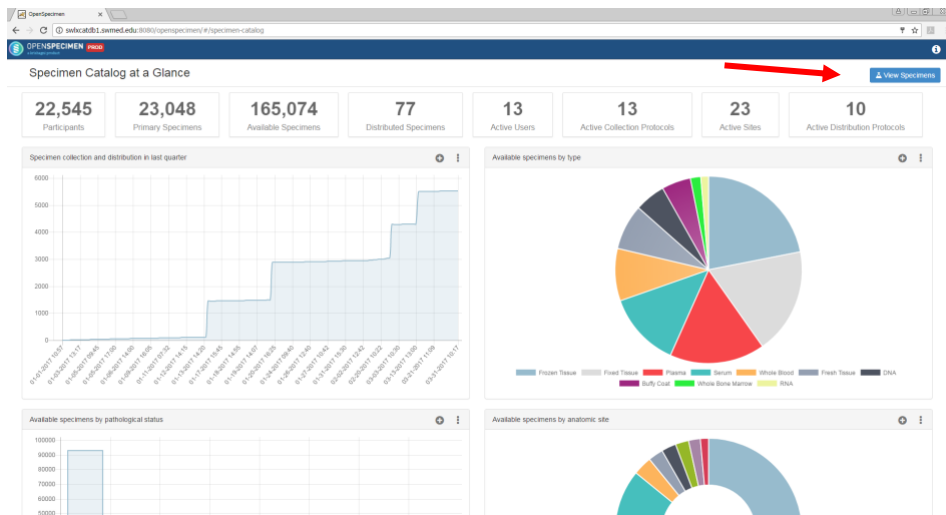 OpenSpecimen
swlxcatdb1.swmed.edu:8080/openspecimen/#/specimen-catalog
OPENSPECIMEN PROD
Specimen Catalog at a Glance
View Specimens
22,545 23,048 165,074 77 13 13 23 10
Participants Primary Specimens Available Specimens Distributed Specimens Active Users Active Collection Protocols Active Sites Active Distribution Protocols
Specimen collection and distribution in last quarter
6000
5000
4000
3000
2000
1000
0
Available specimens by type
Frozen Tissue Fixed Tissue Plasma Serum Whole Blood Fresh Tissue DNA
Buffy Coat Whole Bone Marrow RNA
Available specimens by pathological status
100000
90000
80000
70000
60000
50000
Available specimens by anatomic site